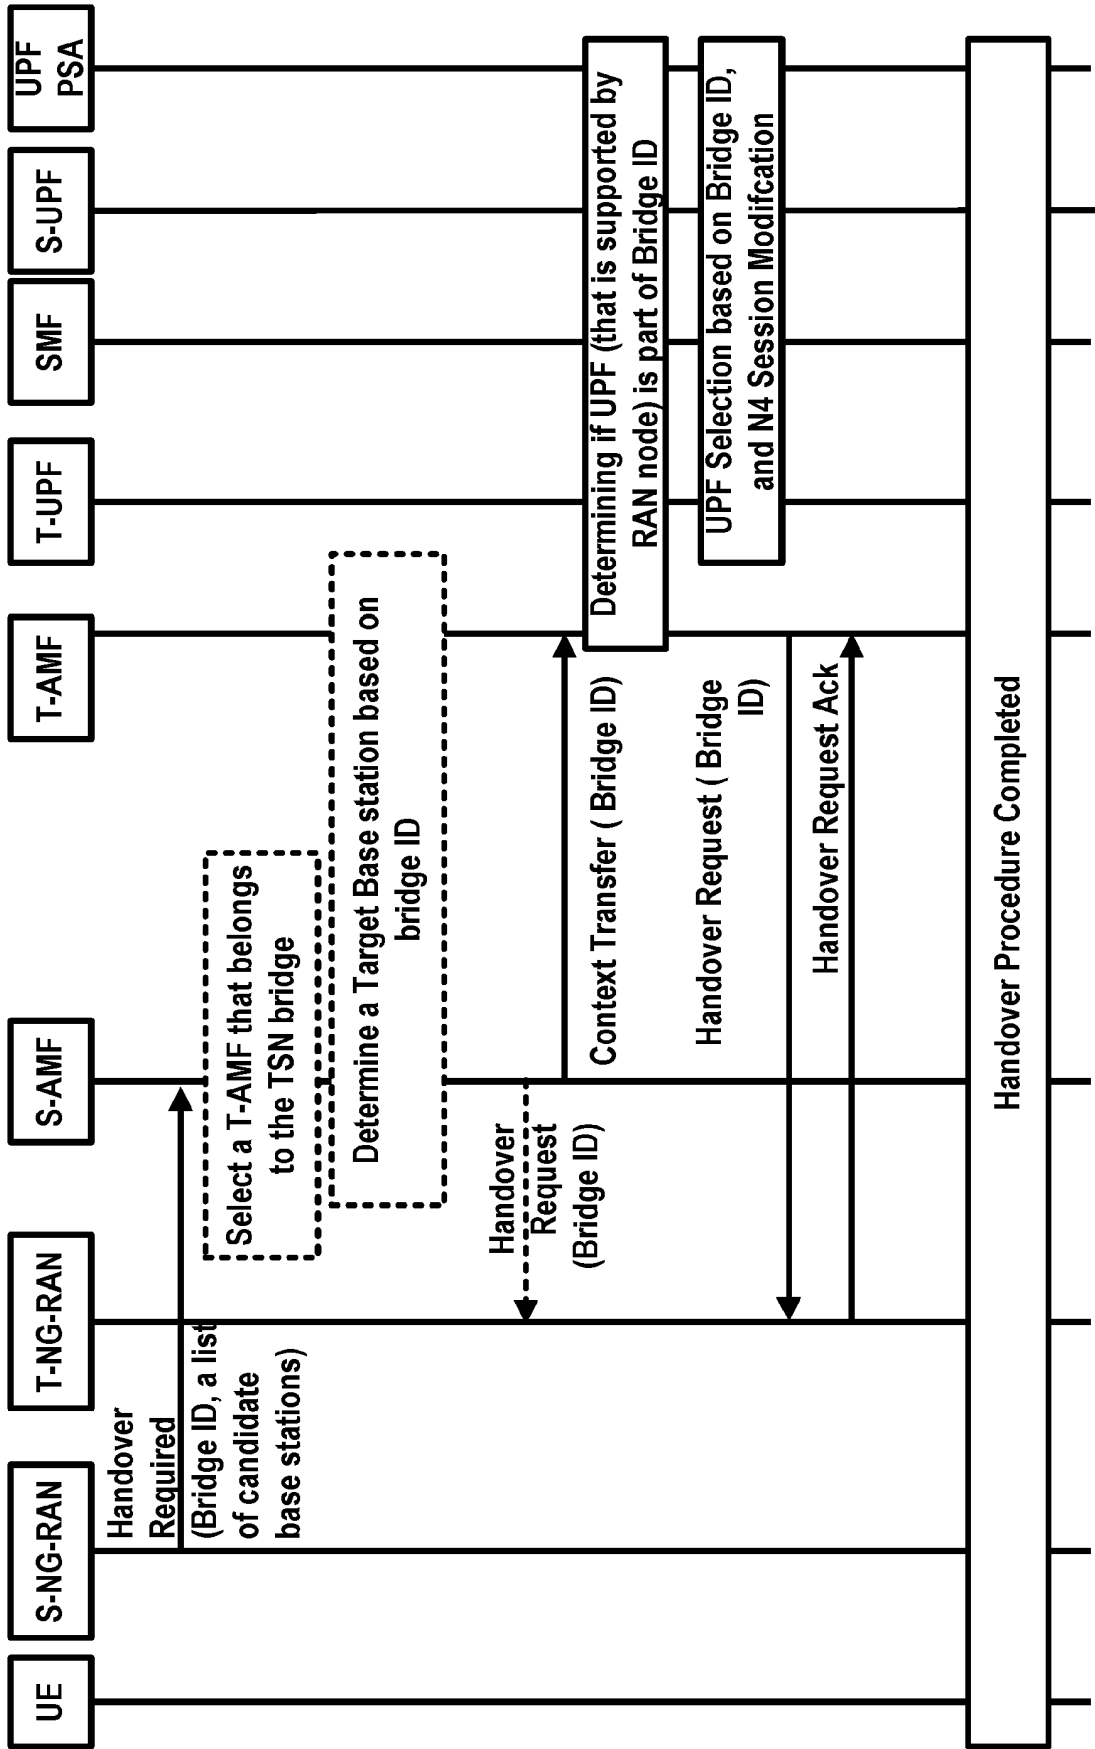 UE
S-NG-RAN
T-NG-RAN
S-AMF
T-AMF
T-UPF
SMF
S-UPF
UPF
PSA
Handover
Required
(Bridge ID, a list
of candidate
base stations)
Select a T-AMF that belongs
to the TSN bridge
Determine a Target Base station based on
bridge ID
Handover
Request
(Bridge ID)
Context Transfer ( Bridge ID)
Determining if UPF (that is supported by
RAN node) is part of Bridge ID
UPF Selection based on Bridge ID,
and N4 Session Modifcation
Handover Request ( Bridge
ID)
Handover Request Ack
Handover Procedure Completed